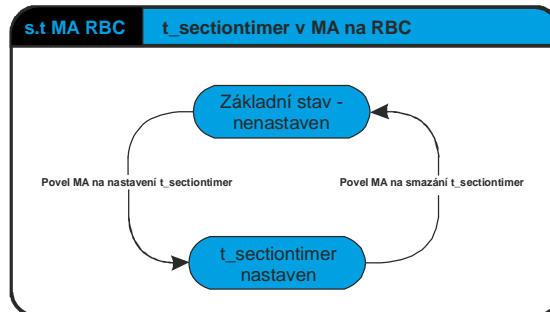 s.t MA RBC
t_sectiontimer v MA na RBC
Základní stav -
nenastaven
Povel MA na nastavení t_sectiontimer
Povel MA na smazání t_sectiontimer
t_sectiontimer
nastaven